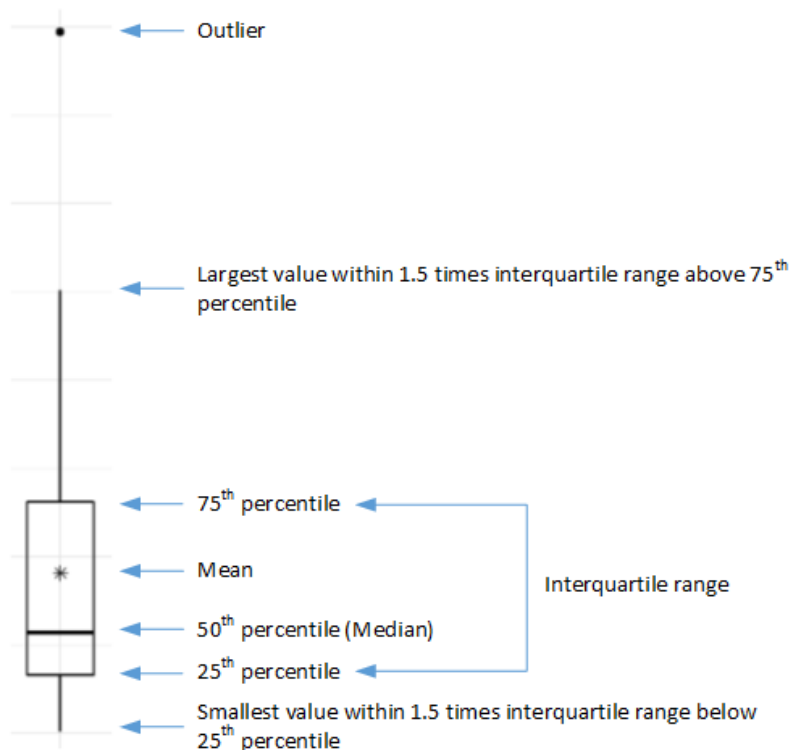 Outlier
Largest value within 1.5 times interquartile range above 75th
percentile
75th percentile
Mean
Interquartile range
50th percentile (Median)
25th percentile
Smallest value within 1.5 times interquartile range below
25th percentile